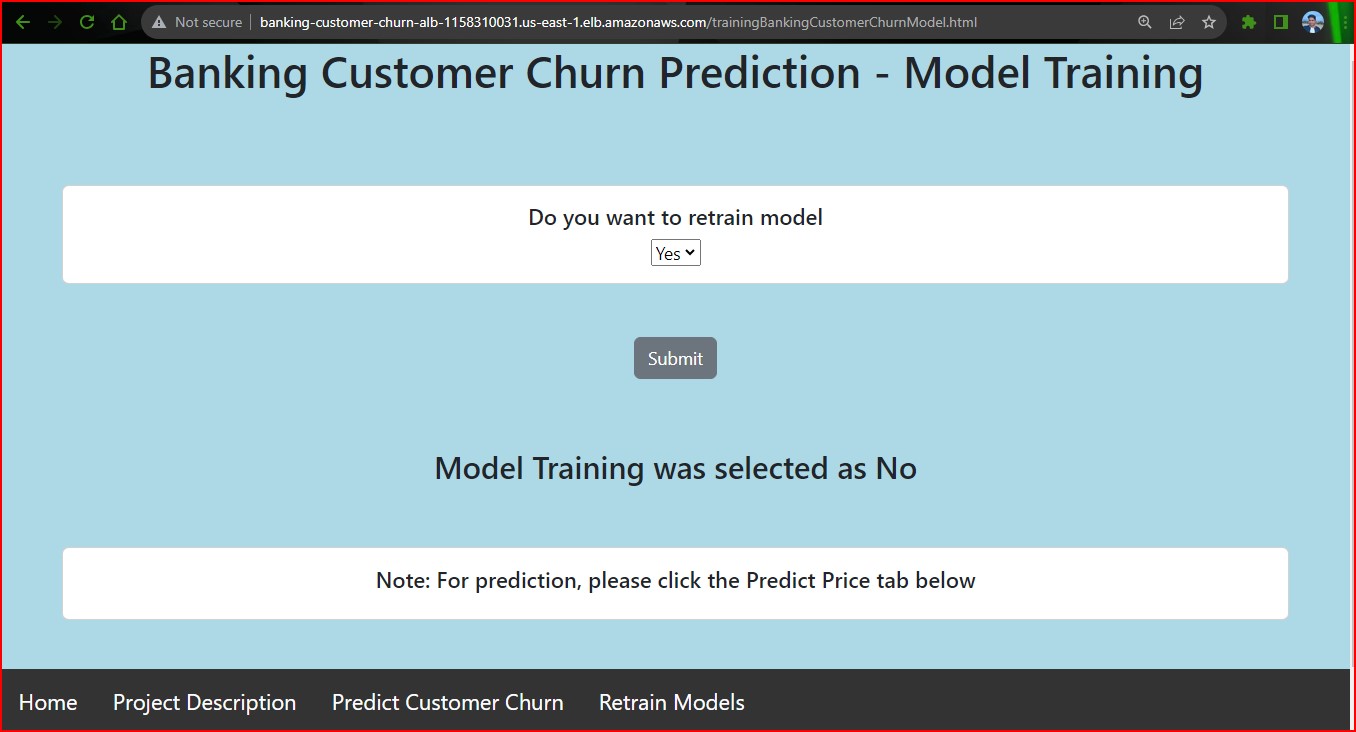 Not secure | banking-customer-churn-alb-1158310031.us-east-1.elb.amazonaws.com/trainingBankingCustomerChurnModel.html
Banking Customer Churn Prediction - Model Training
Do you want to retrain model
Yes
Submit
Model Training was selected as No
Note: For prediction, please click the Predict Price tab below
Home Project Description Predict Customer Churn Retrain Models